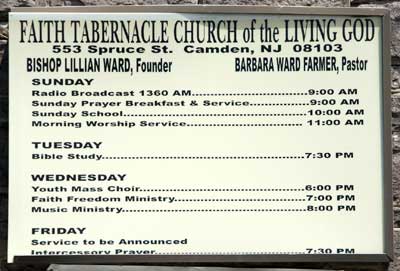 FAITH TABERNACLE CHURCH of the LIVING GOD
553 Spruce St. Camden, NJ 08103
BISHOP LILLIAN WARD, Founder BARBARA WARD FARMER, Pastor
SUNDAY
Radio Broadcast 1360 AM..............................9:00 AM
Sunday Prayer Breakfast & Service...............9:00 AM
Sunday School..............................................10:00 AM
Morning Worship Service............................. 11:00 AM
TUESDAY
Bible Study....................................................7:30 PM
WEDNESDAY
Youth Mass Choir...........................................6:00 PM
Faith Freedom Ministry..................................7:00 PM
Music Ministry................................................8:00 PM
FRIDAY
Service to be Announced
Intercessory Prayer........................................7:30 PM